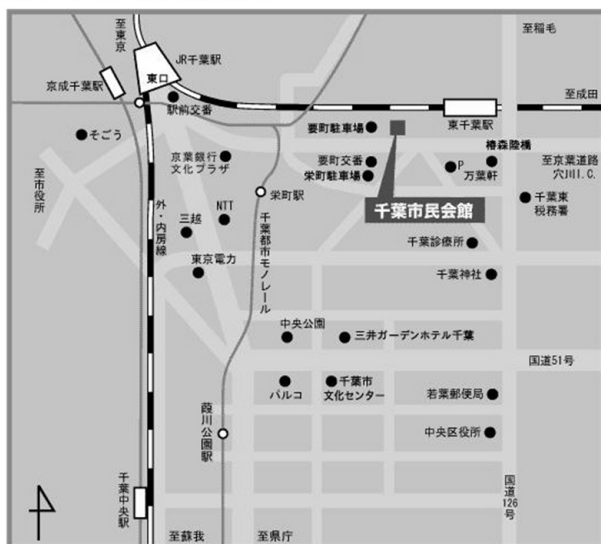 至東京
JR千葉駅
至稲毛
京成千葉駅
東口
至成田
駅前交番
東千葉駅
そごう
要町駐車場
椿森陸橋
京葉銀行
文化プラザ
要町交番
P
万葉軒
至京葉道路
穴川I.C.
栄町駐車場
至市役所
栄町駅
千葉市民会館
千葉東
税務署
外・内房線
三越
NTT
千葉都市モノレール
千葉診療所
東京電力
千葉神社
中央公園
三井ガーデンホテル千葉
国道51号
パルコ
千葉市
文化センター
若葉郵便局
葭川公園駅
中央区役所
千葉中央駅
国道126号
至蘇我
至県庁